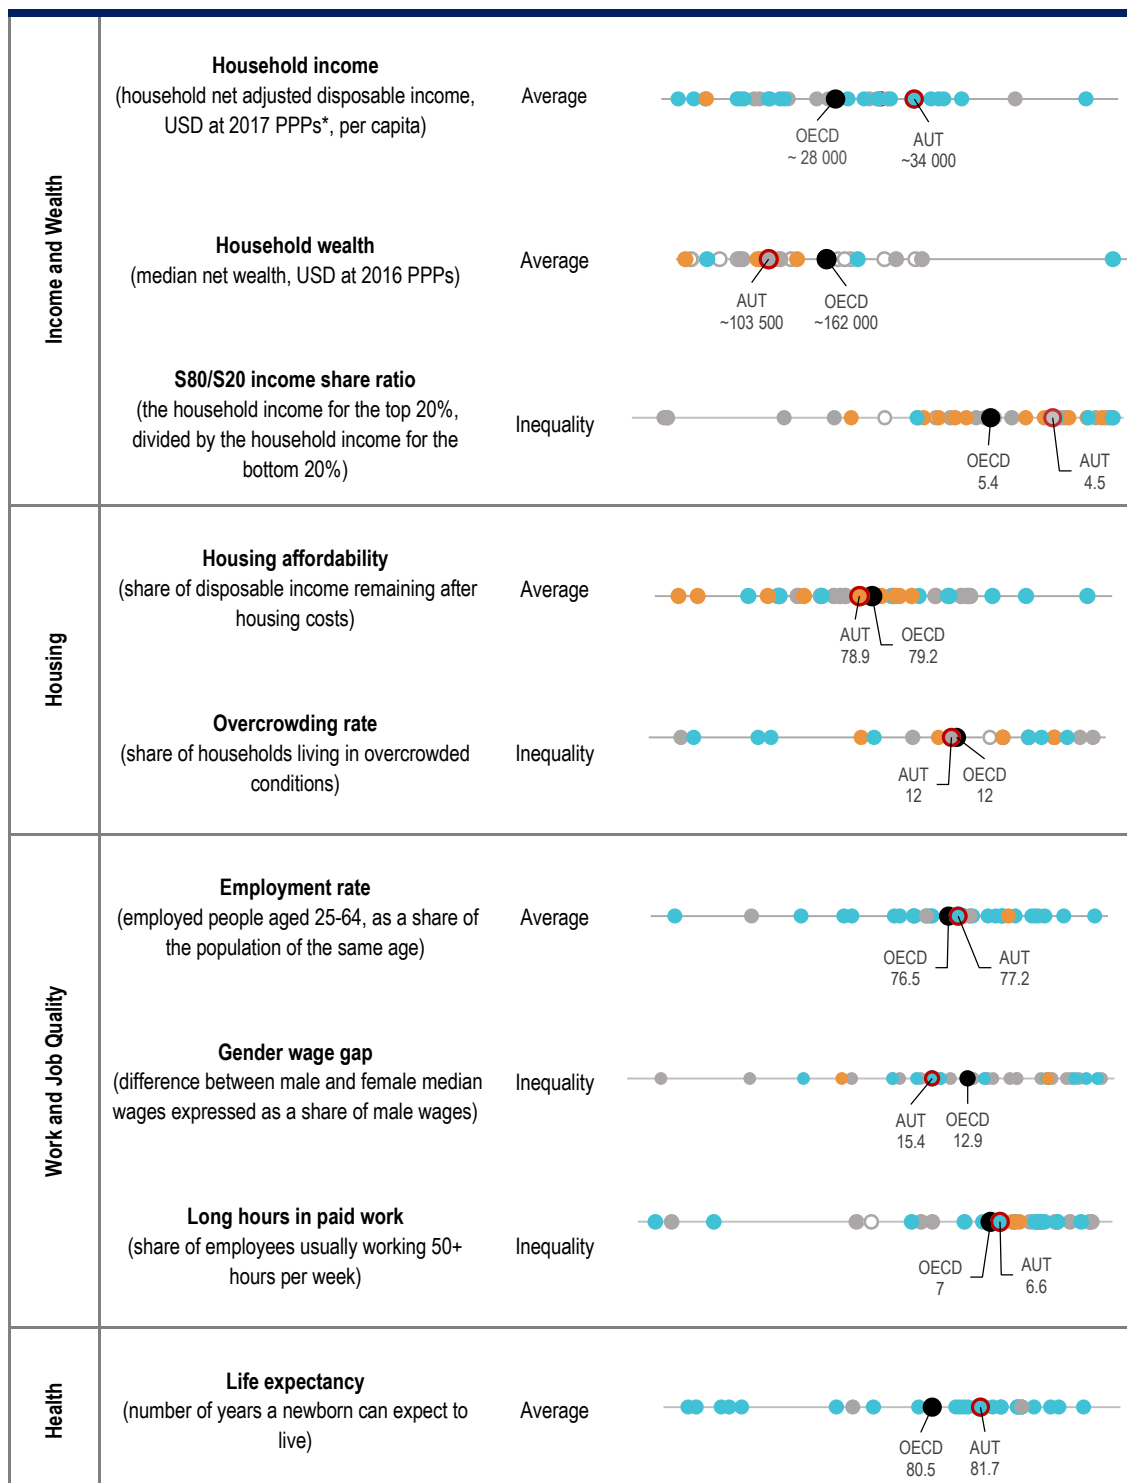 Income and Wealth
Household income
(household net adjusted disposable income,
USD at 2017 PPPs*, per capita)
Average
OECD
~ 28 000
AUT
~34 000
Household wealth
(median net wealth, USD at 2016 PPPs)
Average
AUT
~103 500
OECD
~162 000
S80/S20 income share ratio
(the household income for the top 20%,
divided by the household income for the
bottom 20%)
Inequality
OECD
5.4
AUT
4.5
Housing
Housing affordability
(share of disposable income remaining after
housing costs)
Average
AUT
78.9
OECD
79.2
Overcrowding rate
(share of households living in overcrowded
conditions)
Inequality
AUT
12
OECD
12
Work and Job Quality
Employment rate
(employed people aged 25-64, as a share of
the population of the same age)
Average
OECD
76.5
AUT
77.2
Gender wage gap
(difference between male and female median
wages expressed as a share of male wages)
Inequality
AUT
15.4
OECD
12.9
Long hours in paid work
(share of employees usually working 50+
hours per week)
Inequality
OECD
7
AUT
6.6
Health
Life expectancy
(number of years a newborn can expect to
live)
Average
OECD
80.5
AUT
81.7